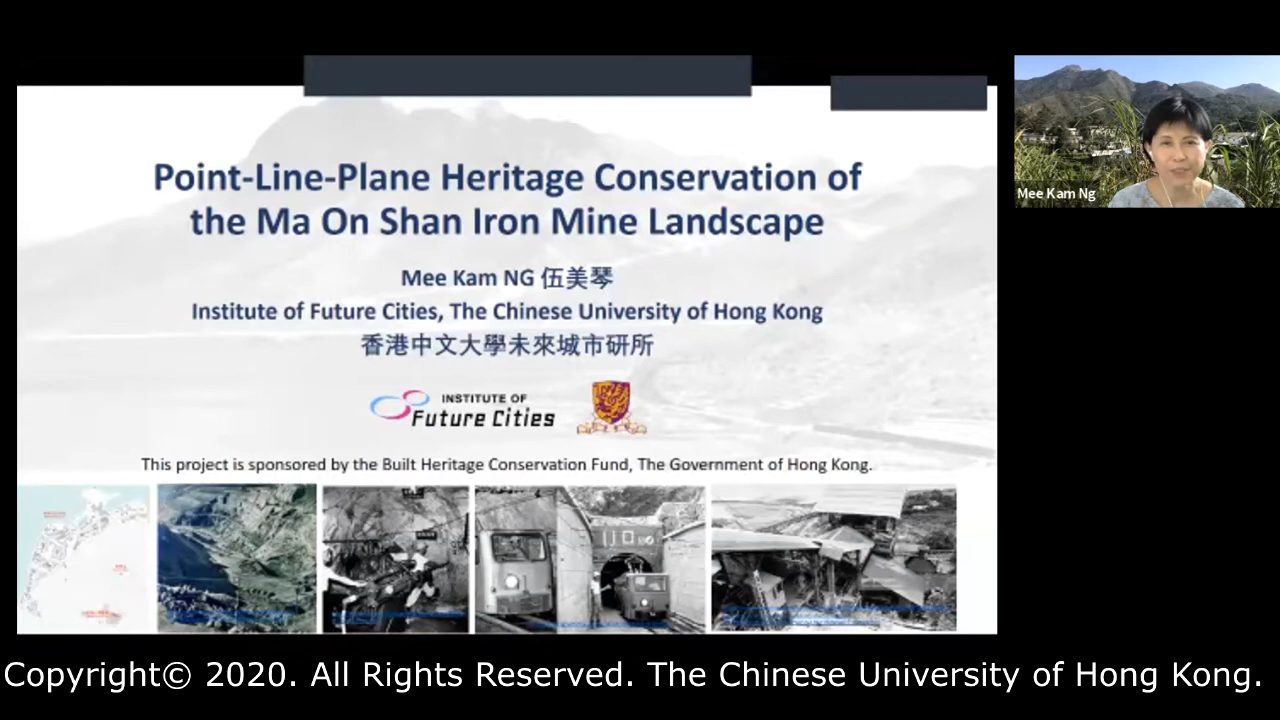 Point-Line-Plane Heritage Conservation of
the Ma On Shan Iron Mine Landscape
Mee Kam NG 伍美琴
Institute of Future Cities, The Chinese University of Hong Kong
香港中文大學未來城市研所
INSTITUTE OF
Future Cities
This project is sponsored by the Built Heritage Conservation Fund, The Government of Hong Kong.
Mee Kam Ng
Copyright© 2020. All Rights Reserved. The Chinese University of Hong Kong.